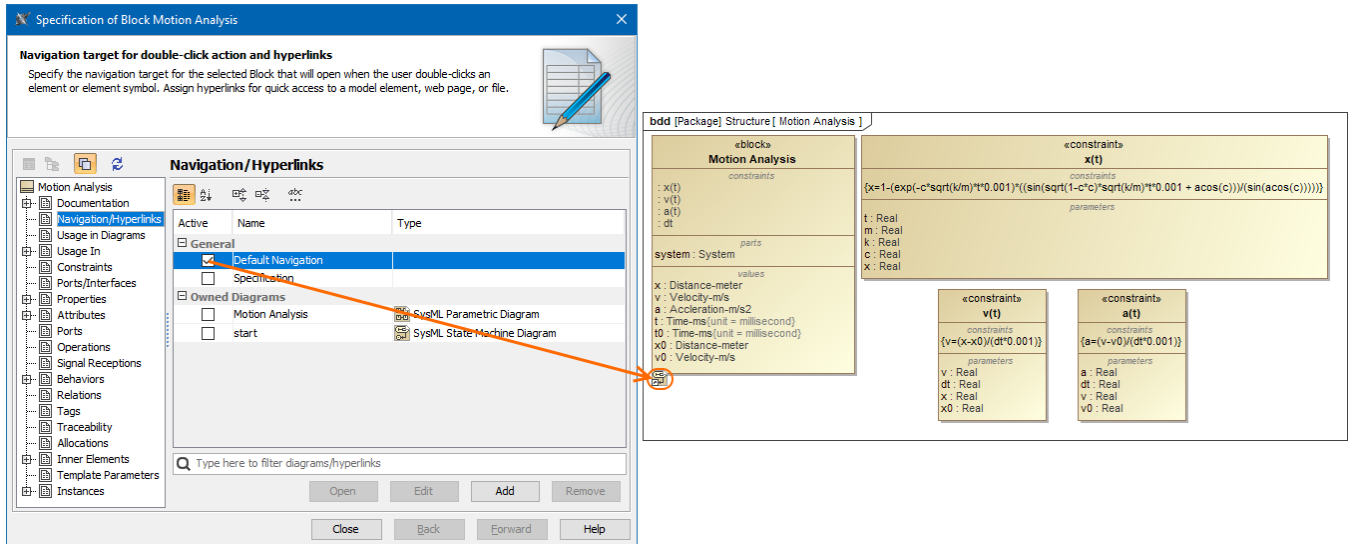 Specification of Block Motion Analysis
Navigation target for double-click action and hyperlinks
Specify the navigation target for the selected Block that will open when the user double-clicks an
element or element symbol. Assign hyperlinks for quick access to a model element, web page, or file.
Motion Analysis
Documentation
Navigation/Hyperlinks
Usage in Diagrams
Usage In
Constraints
Ports/Interfaces
Properties
Attributes
Ports
Operations
Signal Receptions
Behaviors
Relations
Tags
Traceability
Allocations
Inner Elements
Template Parameters
Instances
Navigation/Hyperlinks
Active Name Type
General
Default Navigation
Specification
Owned Diagrams
Motion Analysis SysML Parametric Diagram
start SysML State Machine Diagram
Type here to filter diagrams/hyperlinks
Open Edit Add Remove
Close Back Forward Help
bdd [Package] Structure [ Motion Analysis ]
«block»
Motion Analysis
constraints
: x(t)
: v(t)
: a(t)
: dt
parts
system : System
values
x : Distance-meter
v : Velocity-m/s
a : Accleration-m/s2
t : Time-ms{unit = millisecond}
t0 : Time-ms{unit = millisecond}
x0 : Distance-meter
v0 : Velocity-m/s
«constraint»
x(t)
constraints
{x=1-(exp(-c*sqrt(k/m)*t*0.001)*((sin(sqrt(1-c*c)*sqrt(k/m)*t*0.001 + acos(c)))/(sin(acos(c)))))}
parameters
t : Real
m : Real
k : Real
c : Real
x : Real
«constraint»
v(t)
constraints
{v=(x-x0)/(dt*0.001)}
parameters
v : Real
dt : Real
x : Real
x0 : Real
«constraint»
a(t)
constraints
{a=(v-v0)/(dt*0.001)}
parameters
a : Real
dt : Real
v : Real
v0 : Real